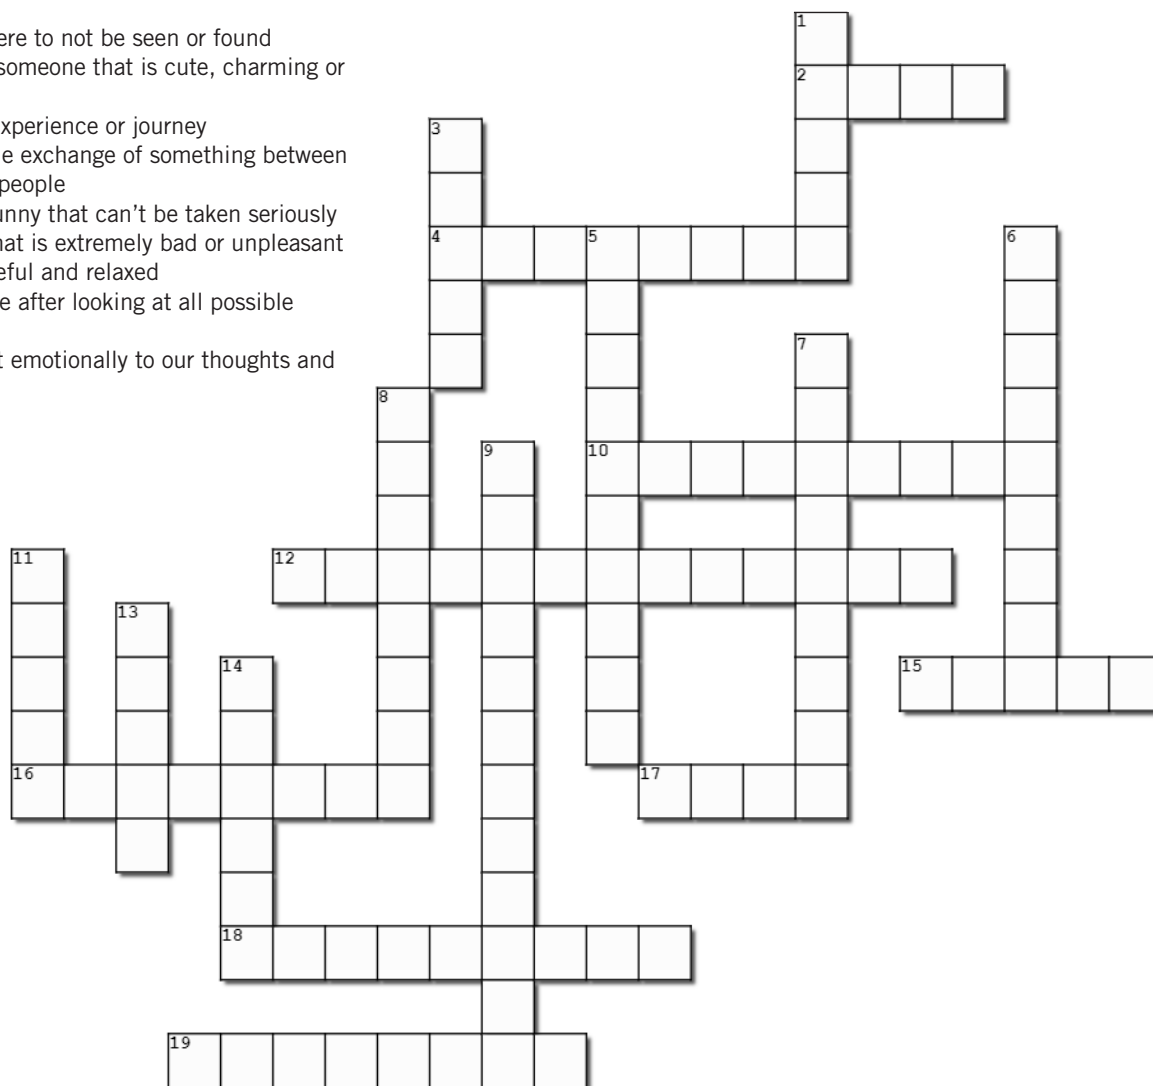 ere to not be seen or found
someone that is cute, charming or
xperience or journey
e exchange of something between
people
unny that can't be taken seriously
hat is extremely bad or unpleasant
eful and relaxed
e after looking at all possible
t emotionally to our thoughts and
1
2
3
4 5 6
7
8
9 10
11 12
13
14 15
16 17
18
19